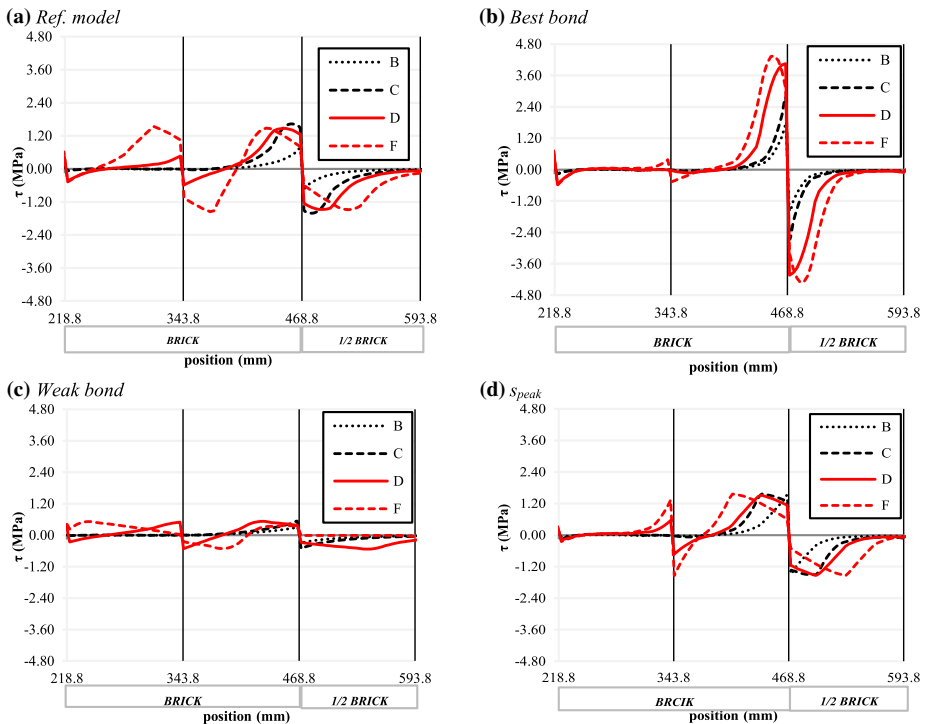 (a) Ref. model
4.80
3.60
2.40
1.20
0.00
-1.20
-2.40
-3.60
-4.80
τ (MPa)
B
C
D
F
218.8 343.8 468.8 593.8
BRICK 1/2 BRICK
position (mm)
(b) Best bond
4.80
3.60
2.40
1.20
0.00
-1.20
-2.40
-3.60
-4.80
τ (MPa)
B
C
D
F
218.8 343.8 468.8 593.8
BRICK 1/2 BRICK
position (mm)
(c) Weak bond
4.80
3.60
2.40
1.20
0.00
-1.20
-2.40
-3.60
-4.80
τ (MPa)
B
C
D
F
218.8 343.8 468.8 593.8
BRICK 1/2 BRICK
position (mm)
(d) speak
4.80
3.60
2.40
1.20
0.00
-1.20
-2.40
-3.60
-4.80
τ (MPa)
B
C
D
F
218.8 343.8 468.8 593.8
BRCIK 1/2 BRICK
position (mm)